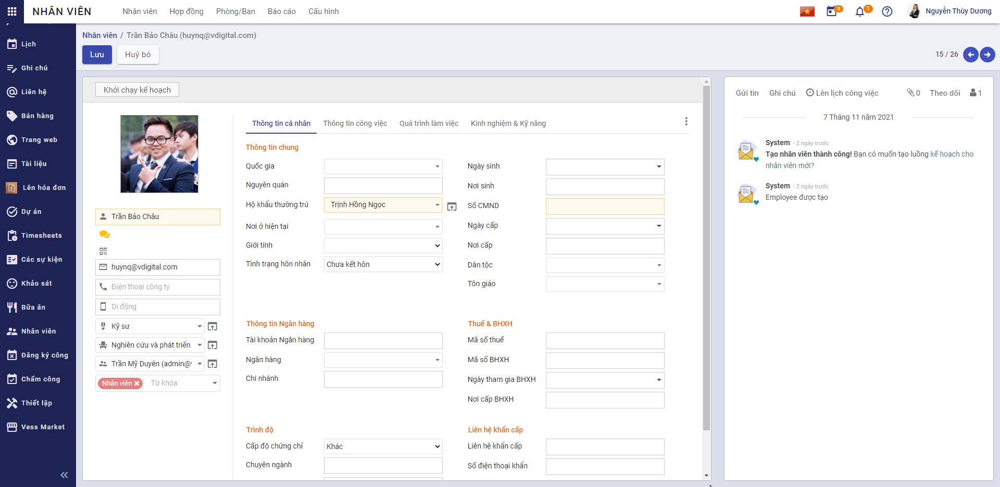 NHÂN VIÊN
Nhân viên
Hợp đồng
Phòng/Ban
Báo cáo
Cấu hình
3
1
Nguyễn Thùy Dương
Lịch
Ghi chú
Liên hệ
Bán hàng
Trang web
Tài liệu
Lên hóa đơn
Dự án
Timesheets
Các sự kiện
Khảo sát
Bữa ăn
Nhân viên
Đăng ký công
Chấm công
Thiết lập
Vess Market
Nhân viên / Trần Bảo Châu (huynq@vdigital.com)
Lưu
Huỷ bỏ
15 / 26
Khởi chạy kế hoạch
Trần Bảo Châu
huynq@vdigital.com
Điện thoại công ty
Di động
Kỹ sư
Nghiên cứu và phát triển
Trần Mỹ Duyên (admin@
Nhân viên
Từ khóa
Thông tin cá nhân
Thông tin công việc
Quá trình làm việc
Kinh nghiệm & Kỹ năng
Thông tin chung
Quốc gia
Nguyên quán
Hộ khẩu thường trú
Trịnh Hồng Ngọc
Nơi ở hiện tại
Giới tính
Tình trạng hôn nhân
Chưa kết hôn
Ngày sinh
Nơi sinh
Số CMND
Ngày cấp
Nơi cấp
Dân tộc
Tôn giáo
Thông tin Ngân hàng
Tài khoản Ngân hàng
Ngân hàng
Chi nhánh
Thuế & BHXH
Mã số thuế
Mã số BHXH
Ngày tham gia BHXH
Nơi cấp BHXH
Trình độ
Cấp độ chứng chỉ
Khác
Chuyên ngành
Liên hệ khẩn cấp
Liên hệ khẩn cấp
Số điện thoại khẩn
Gửi tin
Ghi chú
Lên lịch công việc
0
Theo dõi
1
7 Tháng 11 năm 2021
System - 2 ngày trước
Tạo nhân viên thành công! Bạn có muốn tạo luồng kế hoạch cho
nhân viên mới?
System - 2 ngày trước
Employee được tạo